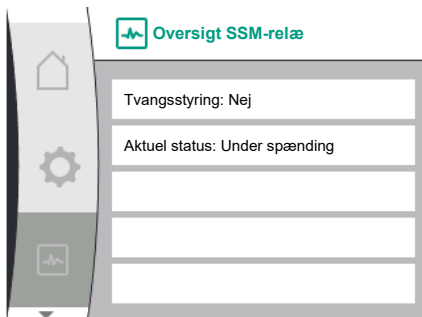 Oversigt SSM-relæ
Tvangsstyring: Nej
Aktuel status: Under spænding